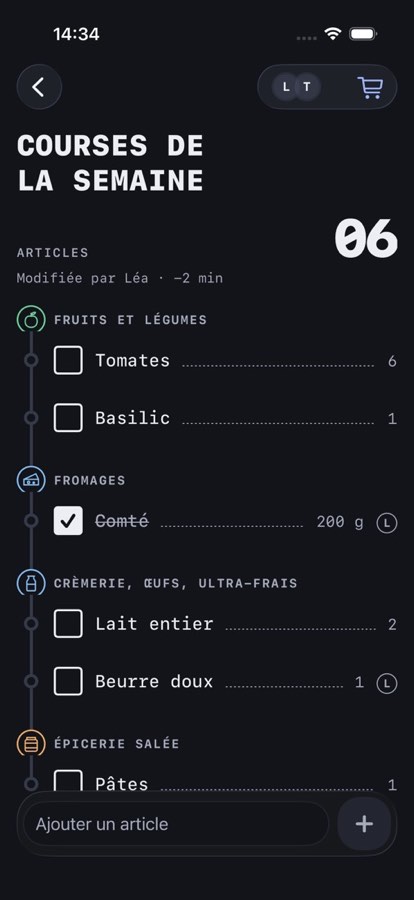 14:34
L T
COURSES DE
LA SEMAINE
06
ARTICLES
Modifiée par Léa · −2 min
FRUITS ET LÉGUMES
Tomates 6
Basilic 1
FROMAGES
Comté 200 g L
CRÈMERIE, ŒUFS, ULTRA-FRAIS
Lait entier 2
Beurre doux 1 L
ÉPICERIE SALÉE
Pâtes 1
Ajouter un article